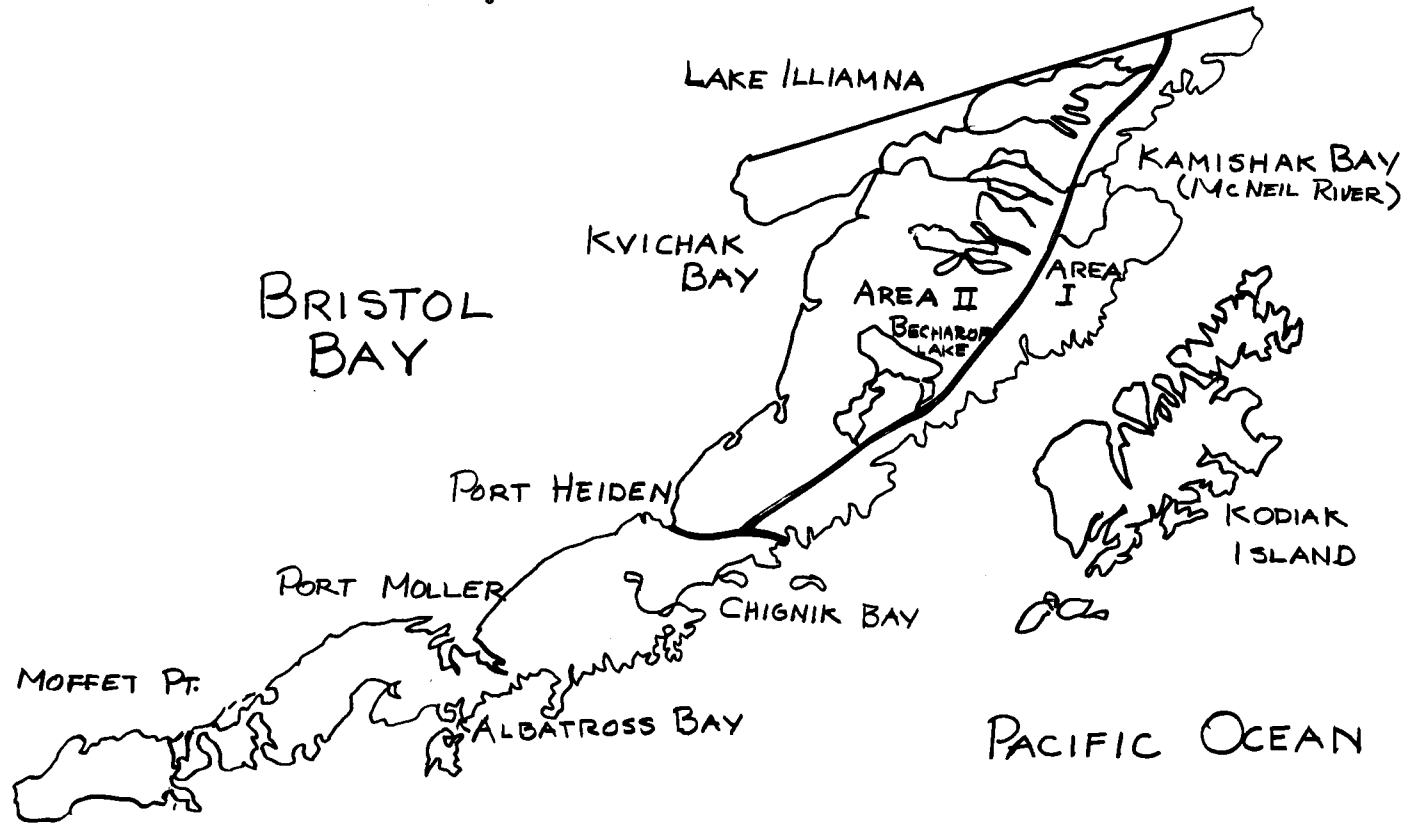 LAKE ILLIAMNA
KAMISHAK BAY
(MCNEIL RIVER)
KVICHAK
BAY
AREA
I
AREA II
BRISTOL
BAY
BECHAROF
LAKE
PORT HEIDEN
KODIAK
ISLAND
PORT MOLLER
CHIGNIK BAY
MOFFET PT.
ALBATROSS BAY
PACIFIC OCEAN